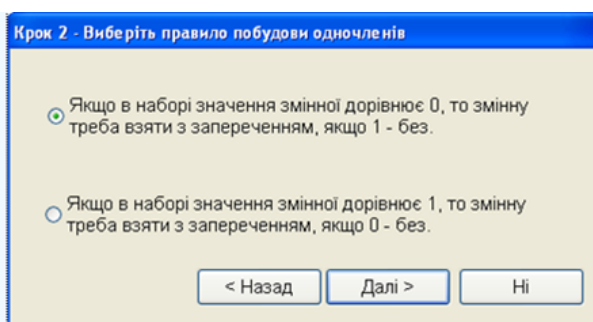 Крок 2 - Виберіть правило побудови одночленів
Якщо в наборі значення змінної дорівнює 0, то змінну
треба взяти з запереченням, якщо 1 - без.
Якщо в наборі значення змінної дорівнює 1, то змінну
треба взяти з запереченням, якщо 0 - без.
< Назад Далі > Ні